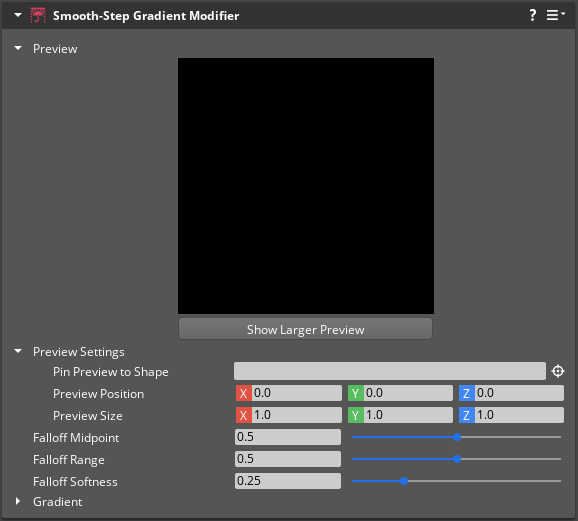 Smooth-Step Gradient Modifier ?
Preview
Show Larger Preview
Preview Settings
Pin Preview to Shape
Preview Position X 0.0 Y 0.0 Z 0.0
Preview Size X 1.0 Y 1.0 Z 1.0
Falloff Midpoint 0.5
Falloff Range 0.5
Falloff Softness 0.25
Gradient